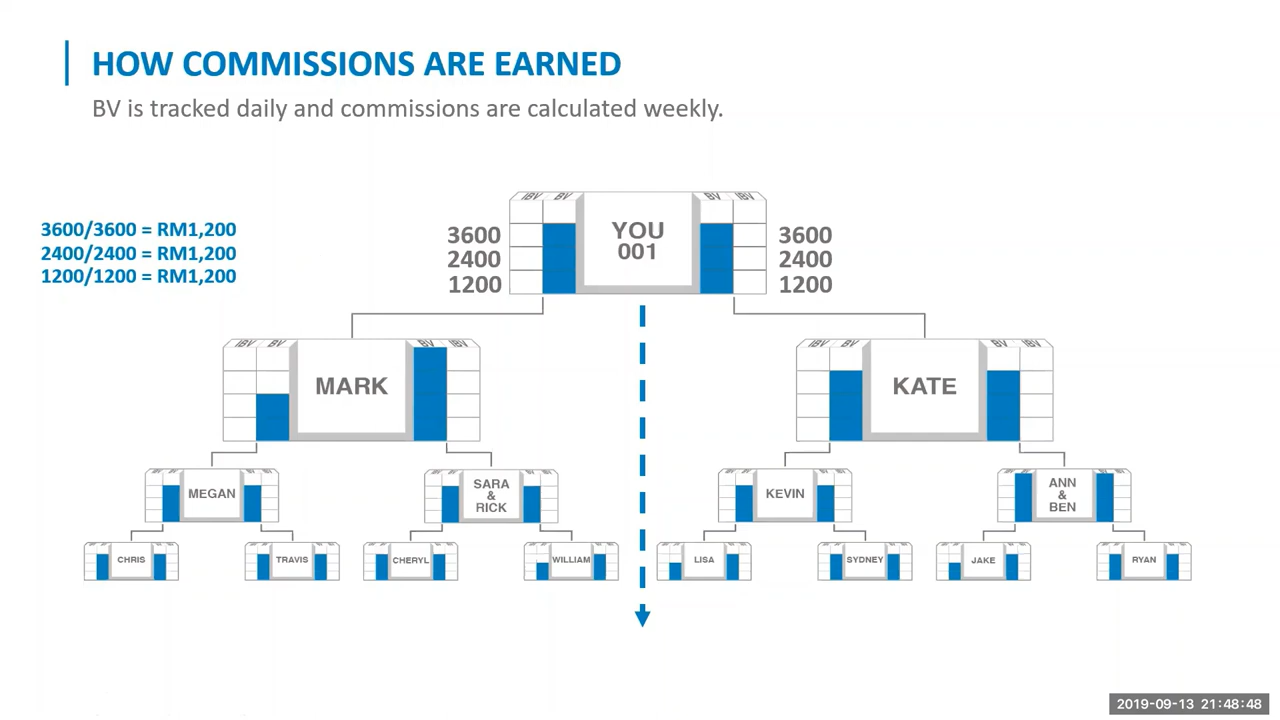 HOW COMMISSIONS ARE EARNED
BV is tracked daily and commissions are calculated weekly.
3600/3600 = RM1,200
2400/2400 = RM1,200
1200/1200 = RM1,200
IBV BV BV IBV
YOU
001
3600
2400
1200
3600
2400
1200
IBV BV BV IBV
MARK
IBV BV BV IBV
KATE
MEGAN
SARA
&
RICK
KEVIN
ANN
&
BEN
CHRIS
TRAVIS
CHERYL
WILLIAM
LISA
SYDNEY
JAKE
RYAN
2019-09-13 21:48:48